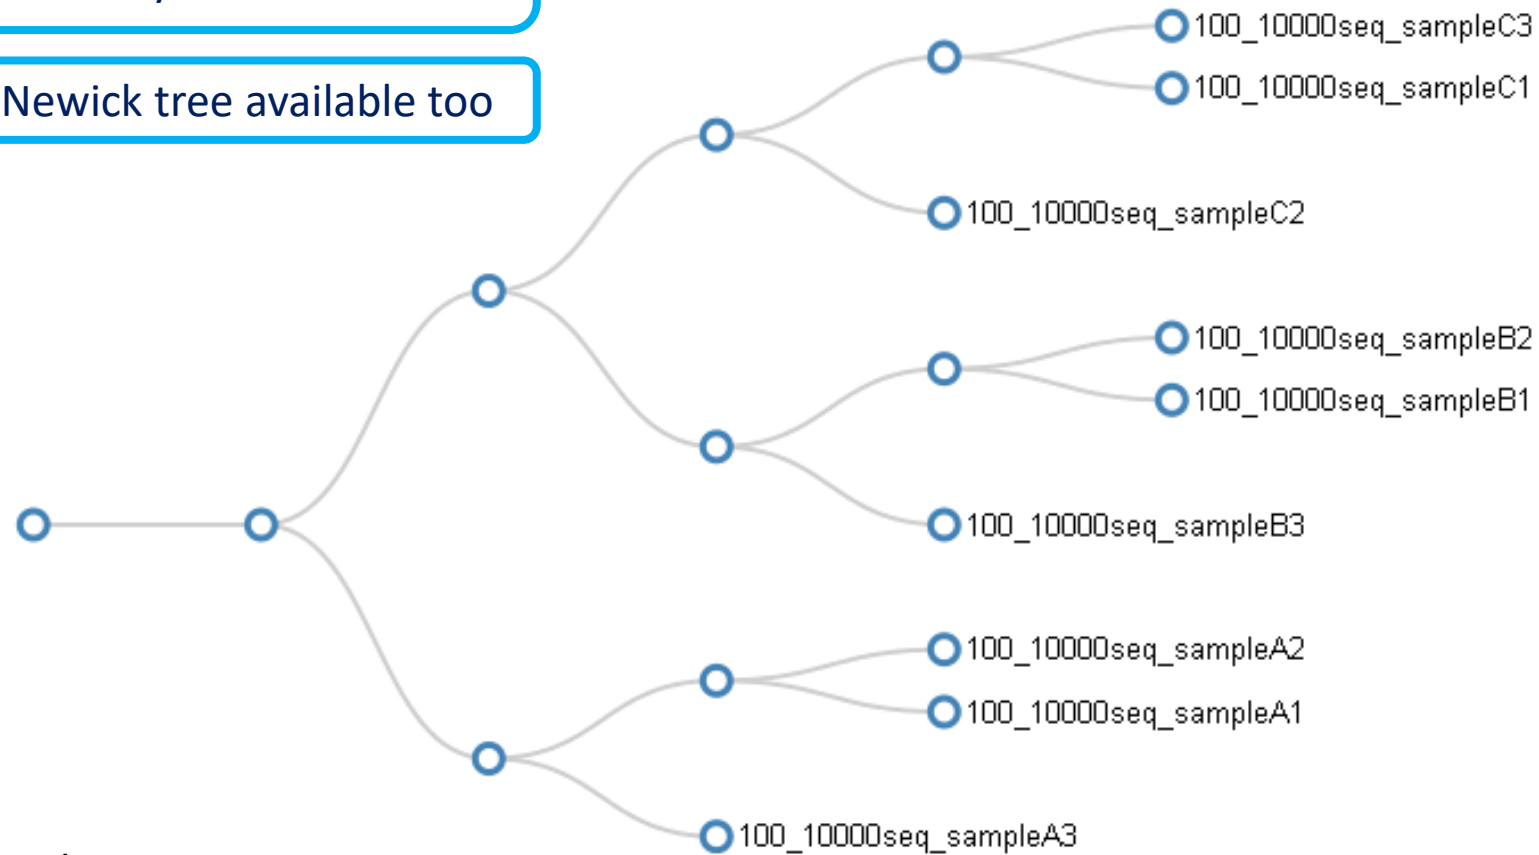 Newick tree available too
100_10000seq_sampleC3
100_10000seq_sampleC1
100_10000seq_sampleC2
100_10000seq_sampleB2
100_10000seq_sampleB1
100_10000seq_sampleB3
100_10000seq_sampleA2
100_10000seq_sampleA1
100_10000seq_sampleA3